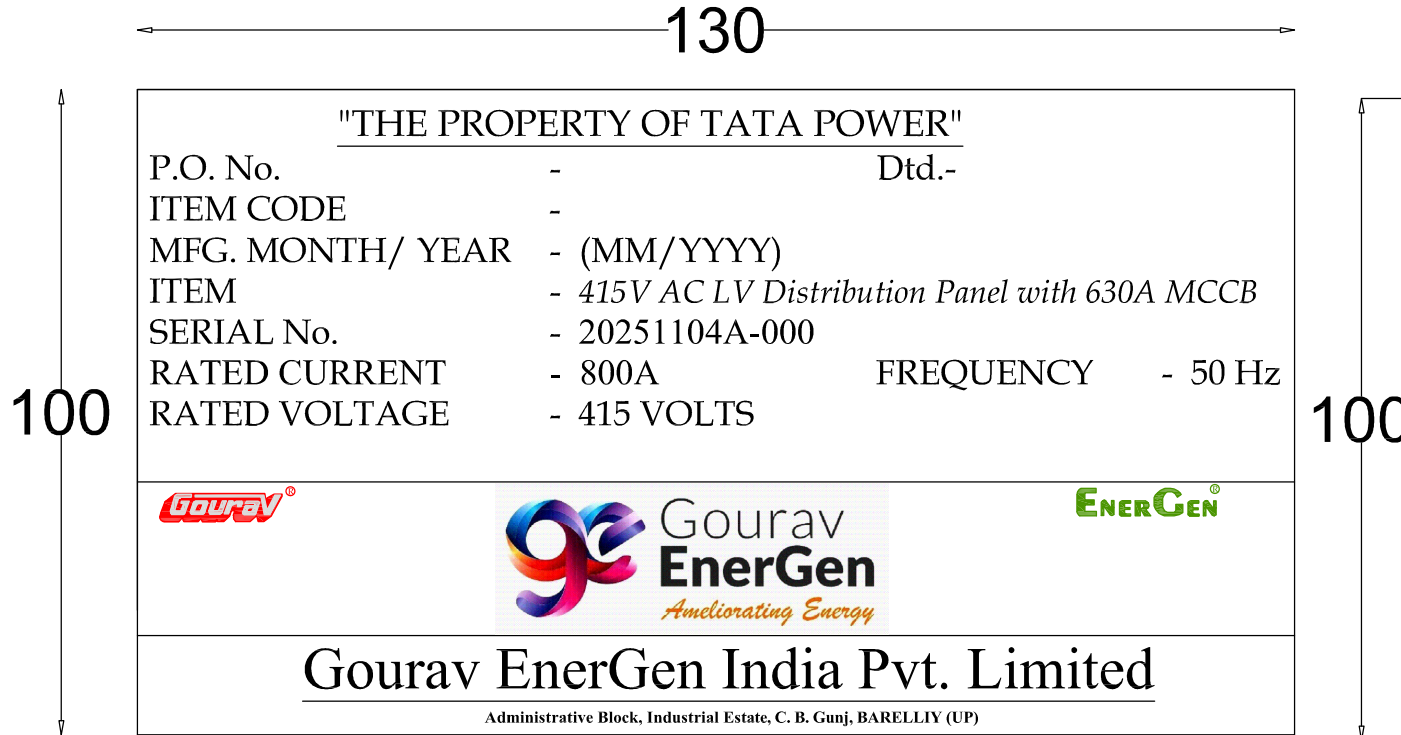 130
"THE PROPERTY OF TATA POWER"
P.O. No. - Dtd.-
ITEM CODE -
MFG. MONTH/ YEAR - (MM/YYYY)
ITEM - 415V AC LV Distribution Panel with 630A MCCB
SERIAL No. - 20251104A-000
RATED CURRENT - 800A FREQUENCY - 50 Hz
100
RATED VOLTAGE - 415 VOLTS
100
Gourav®
Gourav
EnerGen
Ameliorating Energy
ENERGEN®
Gourav EnerGen India Pvt. Limited
Administrative Block, Industrial Estate, C. B. Gunj, BARELLIY (UP)